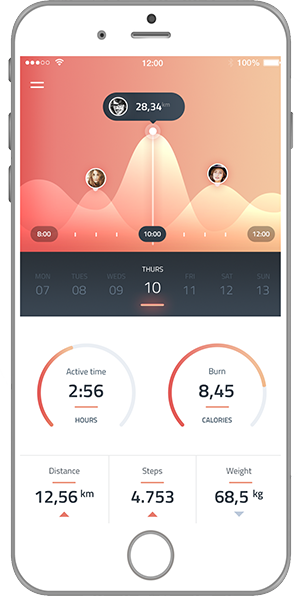 12:00 100%
28,34 km
8:00 10:00 12:00
THURS
MON TUES WEDS FRI SAT SUN
07 08 09 10 11 12 13
Active time Burn
2:56 8,45
HOURS CALORIES
Distance Steps Weight
12,56 km 4.753 68,5 kg